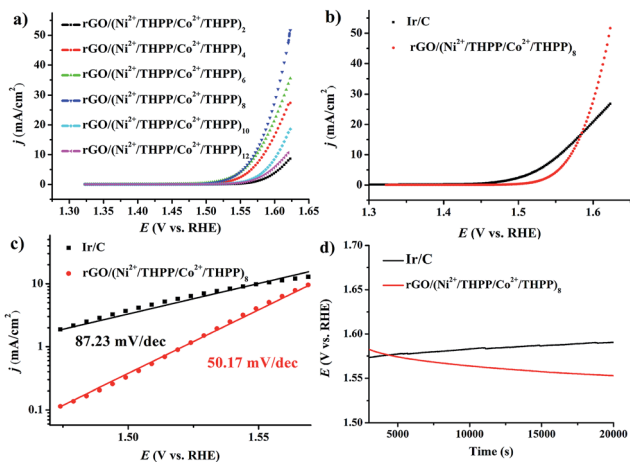 a)
rGO/(Ni²⁺/THPP/Co²⁺/THPP)₂
rGO/(Ni²⁺/THPP/Co²⁺/THPP)₄
rGO/(Ni²⁺/THPP/Co²⁺/THPP)₆
rGO/(Ni²⁺/THPP/Co²⁺/THPP)₈
rGO/(Ni²⁺/THPP/Co²⁺/THPP)₁₀
rGO/(Ni²⁺/THPP/Co²⁺/THPP)₁₂
50
40
30
20
10
0
j (mA/cm²)
1.30 1.35 1.40 1.45 1.50 1.55 1.60 1.65
E (V vs. RHE)
b)
Ir/C
rGO/(Ni²⁺/THPP/Co²⁺/THPP)₈
50
40
30
20
10
0
j (mA/cm²)
1.3 1.4 1.5 1.6
E (V vs. RHE)
c)
Ir/C
rGO/(Ni²⁺/THPP/Co²⁺/THPP)₈
10
1
0.1
j (mA/cm²)
87.23 mV/dec
50.17 mV/dec
1.50 1.55
E (V vs. RHE)
d)
Ir/C
rGO/(Ni²⁺/THPP/Co²⁺/THPP)₈
1.70
1.65
1.60
1.55
1.50
E (V vs. RHE)
5000 10000 15000 20000
Time (s)